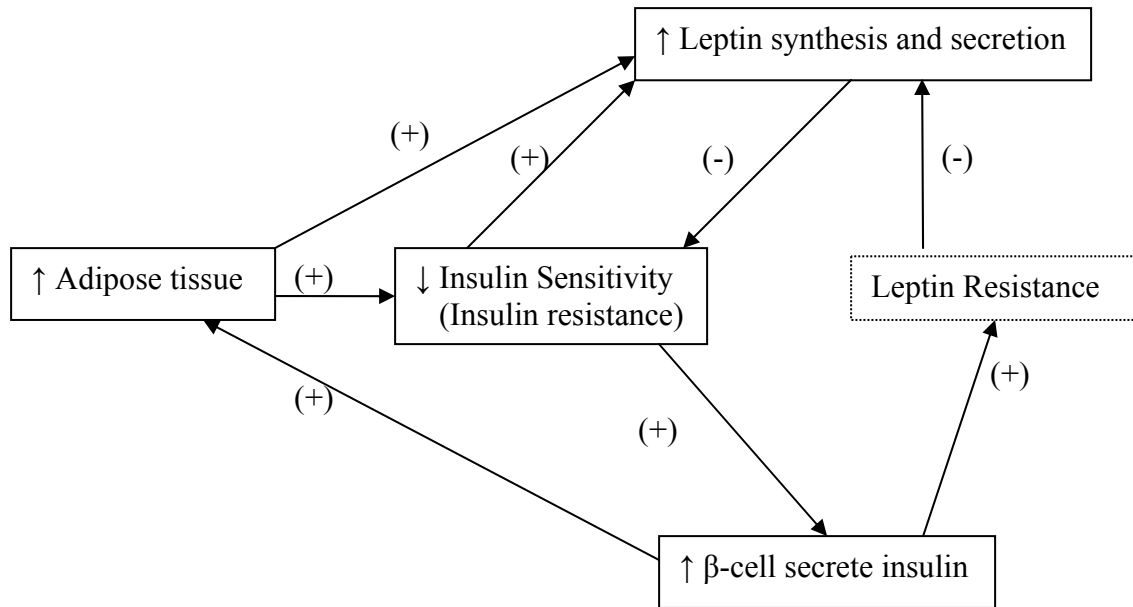 ↑ Leptin synthesis and secretion
(+)
(+)
(-)
(-)
↑ Adipose tissue
(+)
↓ Insulin Sensitivity
(Insulin resistance)
Leptin Resistance
(+)
(+)
(+)
↑ β-cell secrete insulin